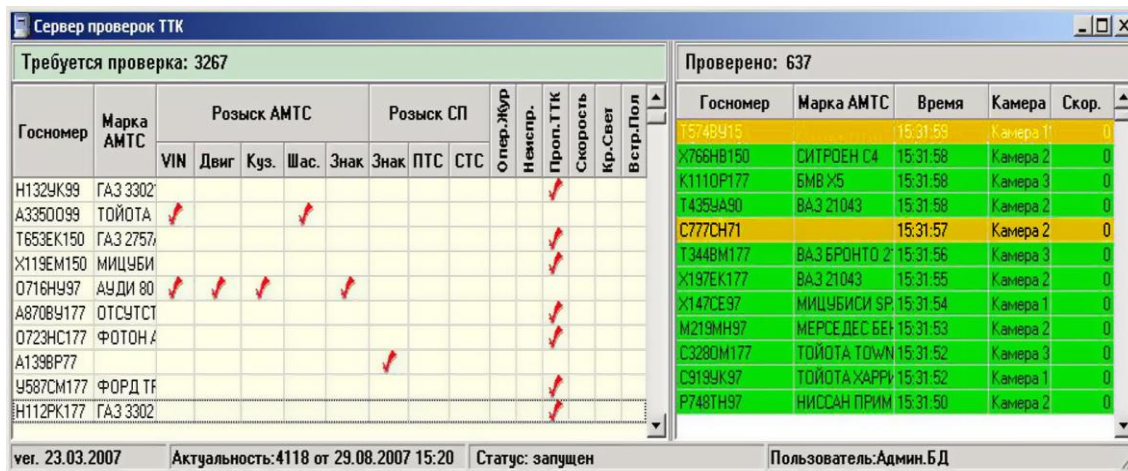 Сервер проверок ТТК
Требуется проверка: 3267
Госномер Марка АМТС Розыск АМТС Розыск СП Опер.Жур Неиспр. Проп.ТТК Скорость Кр.Свет Встр.Пол
VIN Двиг Куз. Шас. Знак Знак ПТС СТС
Н132УК99 ГАЗ 3302
А335ОО99 ТОЙОТА
Т653ЕК150 ГАЗ 2757
Х119ЕМ150 МИЦУБИ
О716НУ97 АУДИ 80
А870ВУ177 ОТСУТСТ
О723НС177 ФОТОН А
А139ВР77
У587СМ177 ФОРД ТР
Н112РК177 ГАЗ 3302
Проверено: 637
Госномер Марка АМТС Время Камера Скор.
Т574ВУ15 15:31:59 Камера 1 0
Х766НВ150 СИТРОЕН С4 15:31:58 Камера 2 0
К111ОР177 БМВ Х5 15:31:58 Камера 3 0
Т435УА90 ВАЗ 21043 15:31:58 Камера 2 0
С777СН71 15:31:57 Камера 2 0
Т344ВМ177 ВАЗ БРОНТО 2 15:31:56 Камера 3 0
Х197ЕК177 ВАЗ 21043 15:31:55 Камера 2 0
Х147СЕ97 МИЦУБИСИ SP 15:31:54 Камера 1 0
М219МН97 МЕРСЕДЕС БЕН 15:31:53 Камера 2 0
С328ОМ177 ТОЙОТА TOWN 15:31:52 Камера 3 0
С919УК97 ТОЙОТА ХАРРИ 15:31:52 Камера 1 0
Р748ТН97 НИССАН ПРИМ 15:31:50 Камера 2 0
ver. 23.03.2007 Актуальность:4118 от 29.08.2007 15:20 Статус: запущен Пользователь:Админ.БД